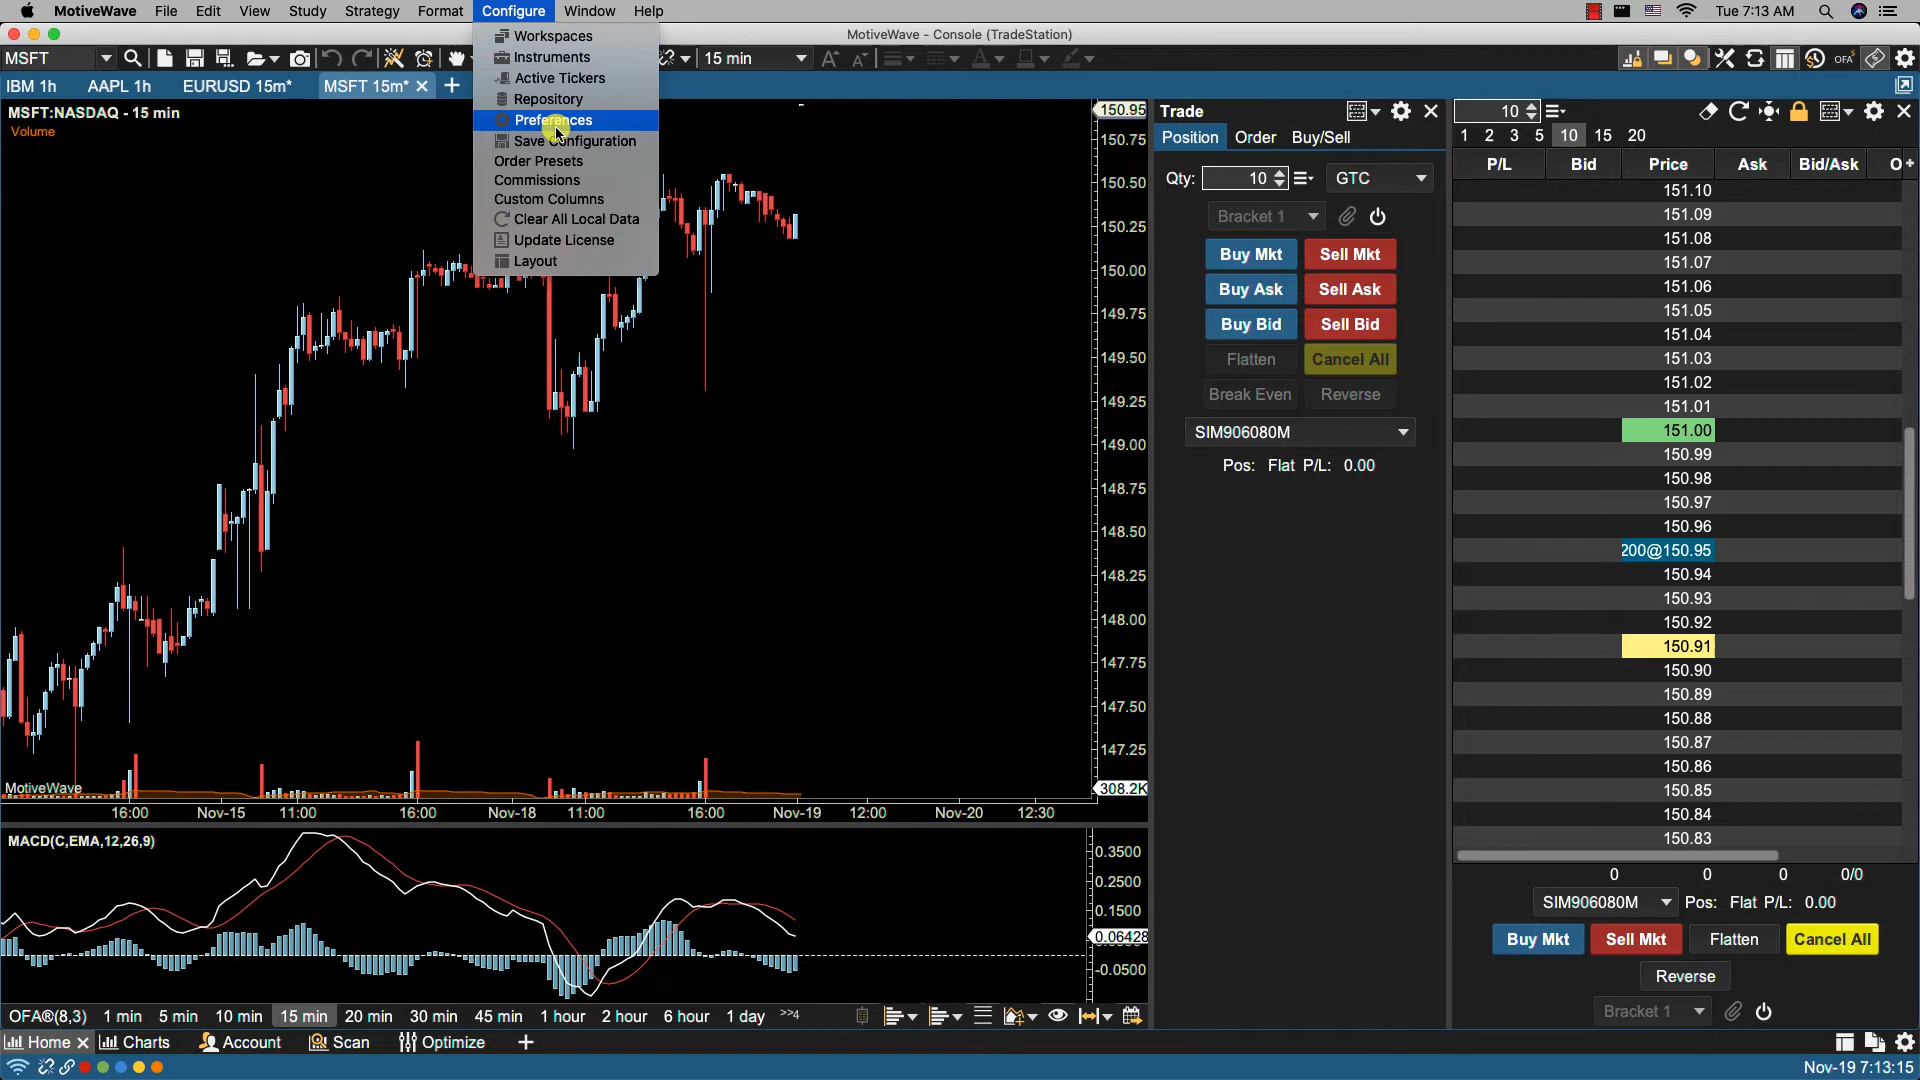 MotiveWave File Edit View Study Strategy Format Configure Window Help Tue 7:13 AM
MotiveWave - Console (TradeStation)
MSFT 15 min
IBM 1h AAPL 1h EURUSD 15m* MSFT 15m*
Workspaces
Instruments
Active Tickers
Repository
Preferences
Save Configuration
Order Presets
Commissions
Custom Columns
Clear All Local Data
Update License
Layout
MSFT:NASDAQ - 15 min
Volume
150.95
150.75
150.50
150.25
150.00
149.75
149.50
149.25
149.00
148.75
148.50
148.25
148.00
147.75
147.50
147.25
308.2K
MotiveWave
16:00 Nov-15 11:00 16:00 Nov-18 11:00 16:00 Nov-19 12:00 Nov-20 12:30
MACD(C,EMA,12,26,9)
0.3500
0.2500
0.1500
0.06428
-0.0500
OFA®(8,3) 1 min 5 min 10 min 15 min 20 min 30 min 45 min 1 hour 2 hour 6 hour 1 day >>4
Trade
Position Order Buy/Sell
Qty: 10 GTC
Bracket 1
Buy Mkt Sell Mkt
Buy Ask Sell Ask
Buy Bid Sell Bid
Flatten Cancel All
Break Even Reverse
SIM906080M
Pos: Flat P/L: 0.00
10
1 2 3 5 10 15 20
P/L Bid Price Ask Bid/Ask O
151.10
151.09
151.08
151.07
151.06
151.05
151.04
151.03
151.02
151.01
151.00
150.99
150.98
150.97
150.96
200@150.95
150.94
150.93
150.92
150.91
150.90
150.89
150.88
150.87
150.86
150.85
150.84
150.83
0 0 0 0/0
SIM906080M Pos: Flat P/L: 0.00
Buy Mkt Sell Mkt Flatten Cancel All
Reverse
Bracket 1
Home Charts Account Scan Optimize
Nov-19 7:13:15